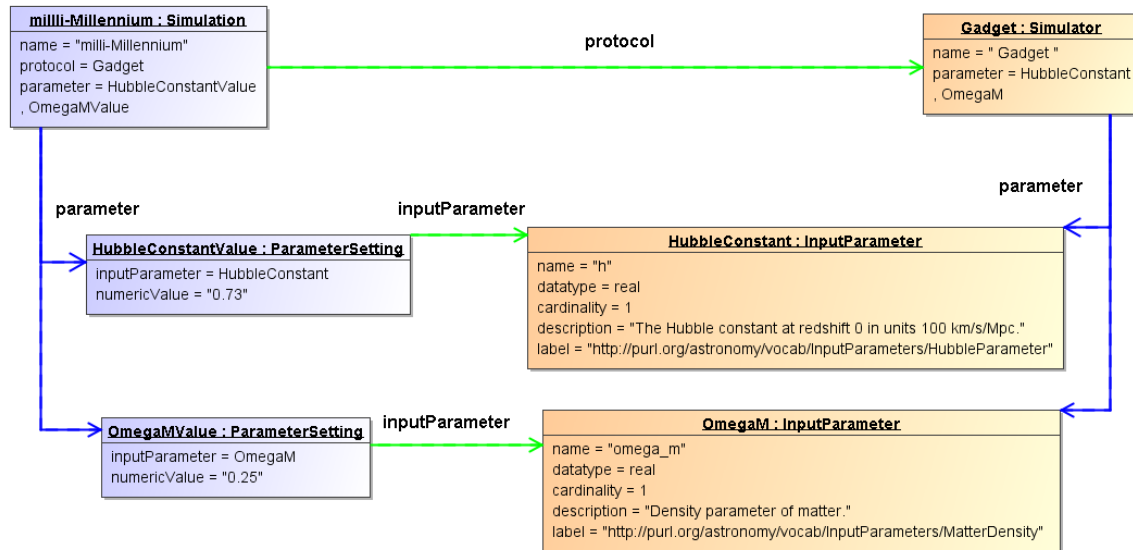 millli-Millennium : Simulation
name = "milli-Millennium"
protocol = Gadget
parameter = HubbleConstantValue
, OmegaMValue
protocol
Gadget : Simulator
name = " Gadget "
parameter = HubbleConstant
, OmegaM
parameter
parameter
inputParameter
HubbleConstantValue : ParameterSetting
inputParameter = HubbleConstant
numericValue = "0.73"
HubbleConstant : InputParameter
name = "h"
datatype = real
cardinality = 1
description = "The Hubble constant at redshift 0 in units 100 km/s/Mpc."
label = "http://purl.org/astronomy/vocab/InputParameters/HubbleParameter"
inputParameter
OmegaMValue : ParameterSetting
inputParameter = OmegaM
numericValue = "0.25"
OmegaM : InputParameter
name = "omega_m"
datatype = real
cardinality = 1
description = "Density parameter of matter."
label = "http://purl.org/astronomy/vocab/InputParameters/MatterDensity"